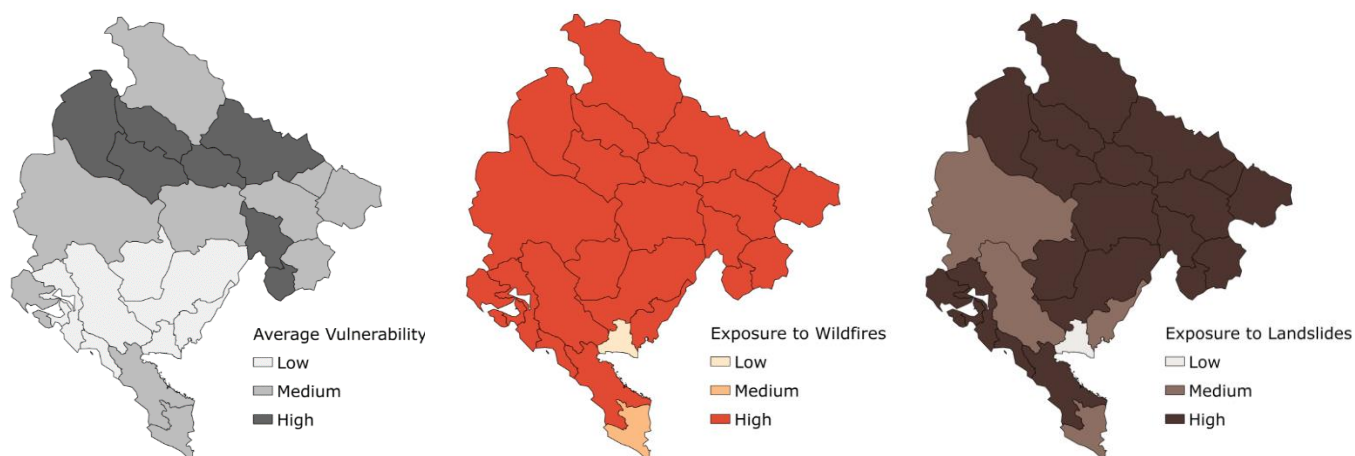 Average Vulnerability
Low
Medium
High
Exposure to Wildfires
Low
Medium
High
Exposure to Landslides
Low
Medium
High